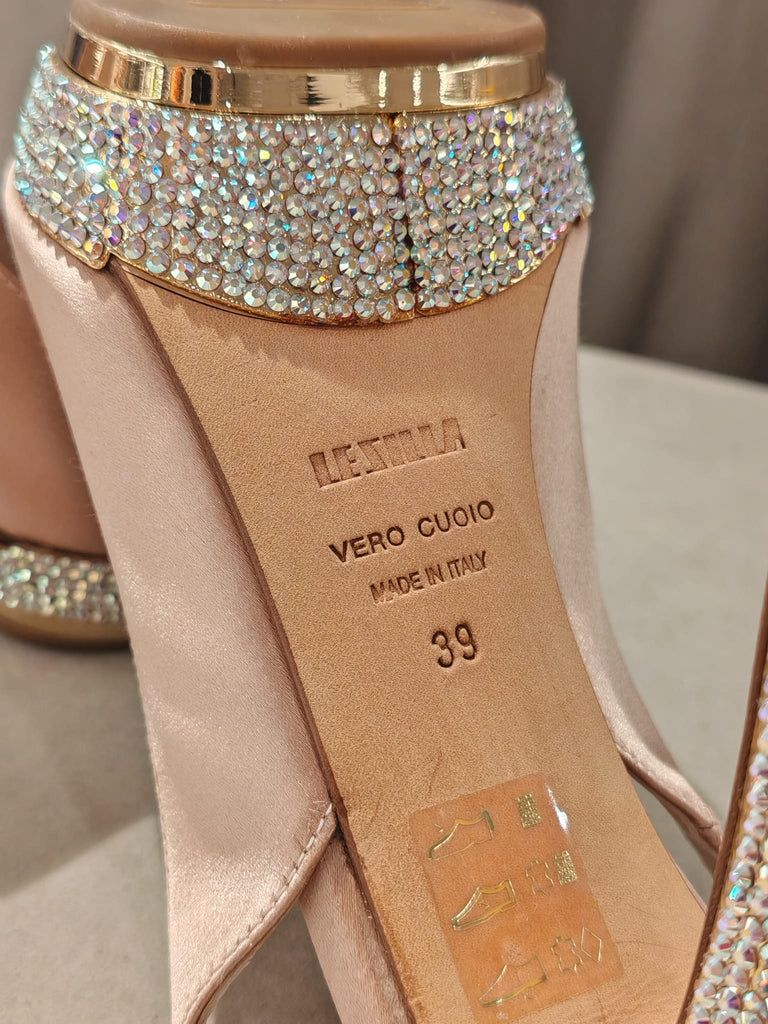 LE SILLA
VERO CUOIO
MADE IN ITALY
39